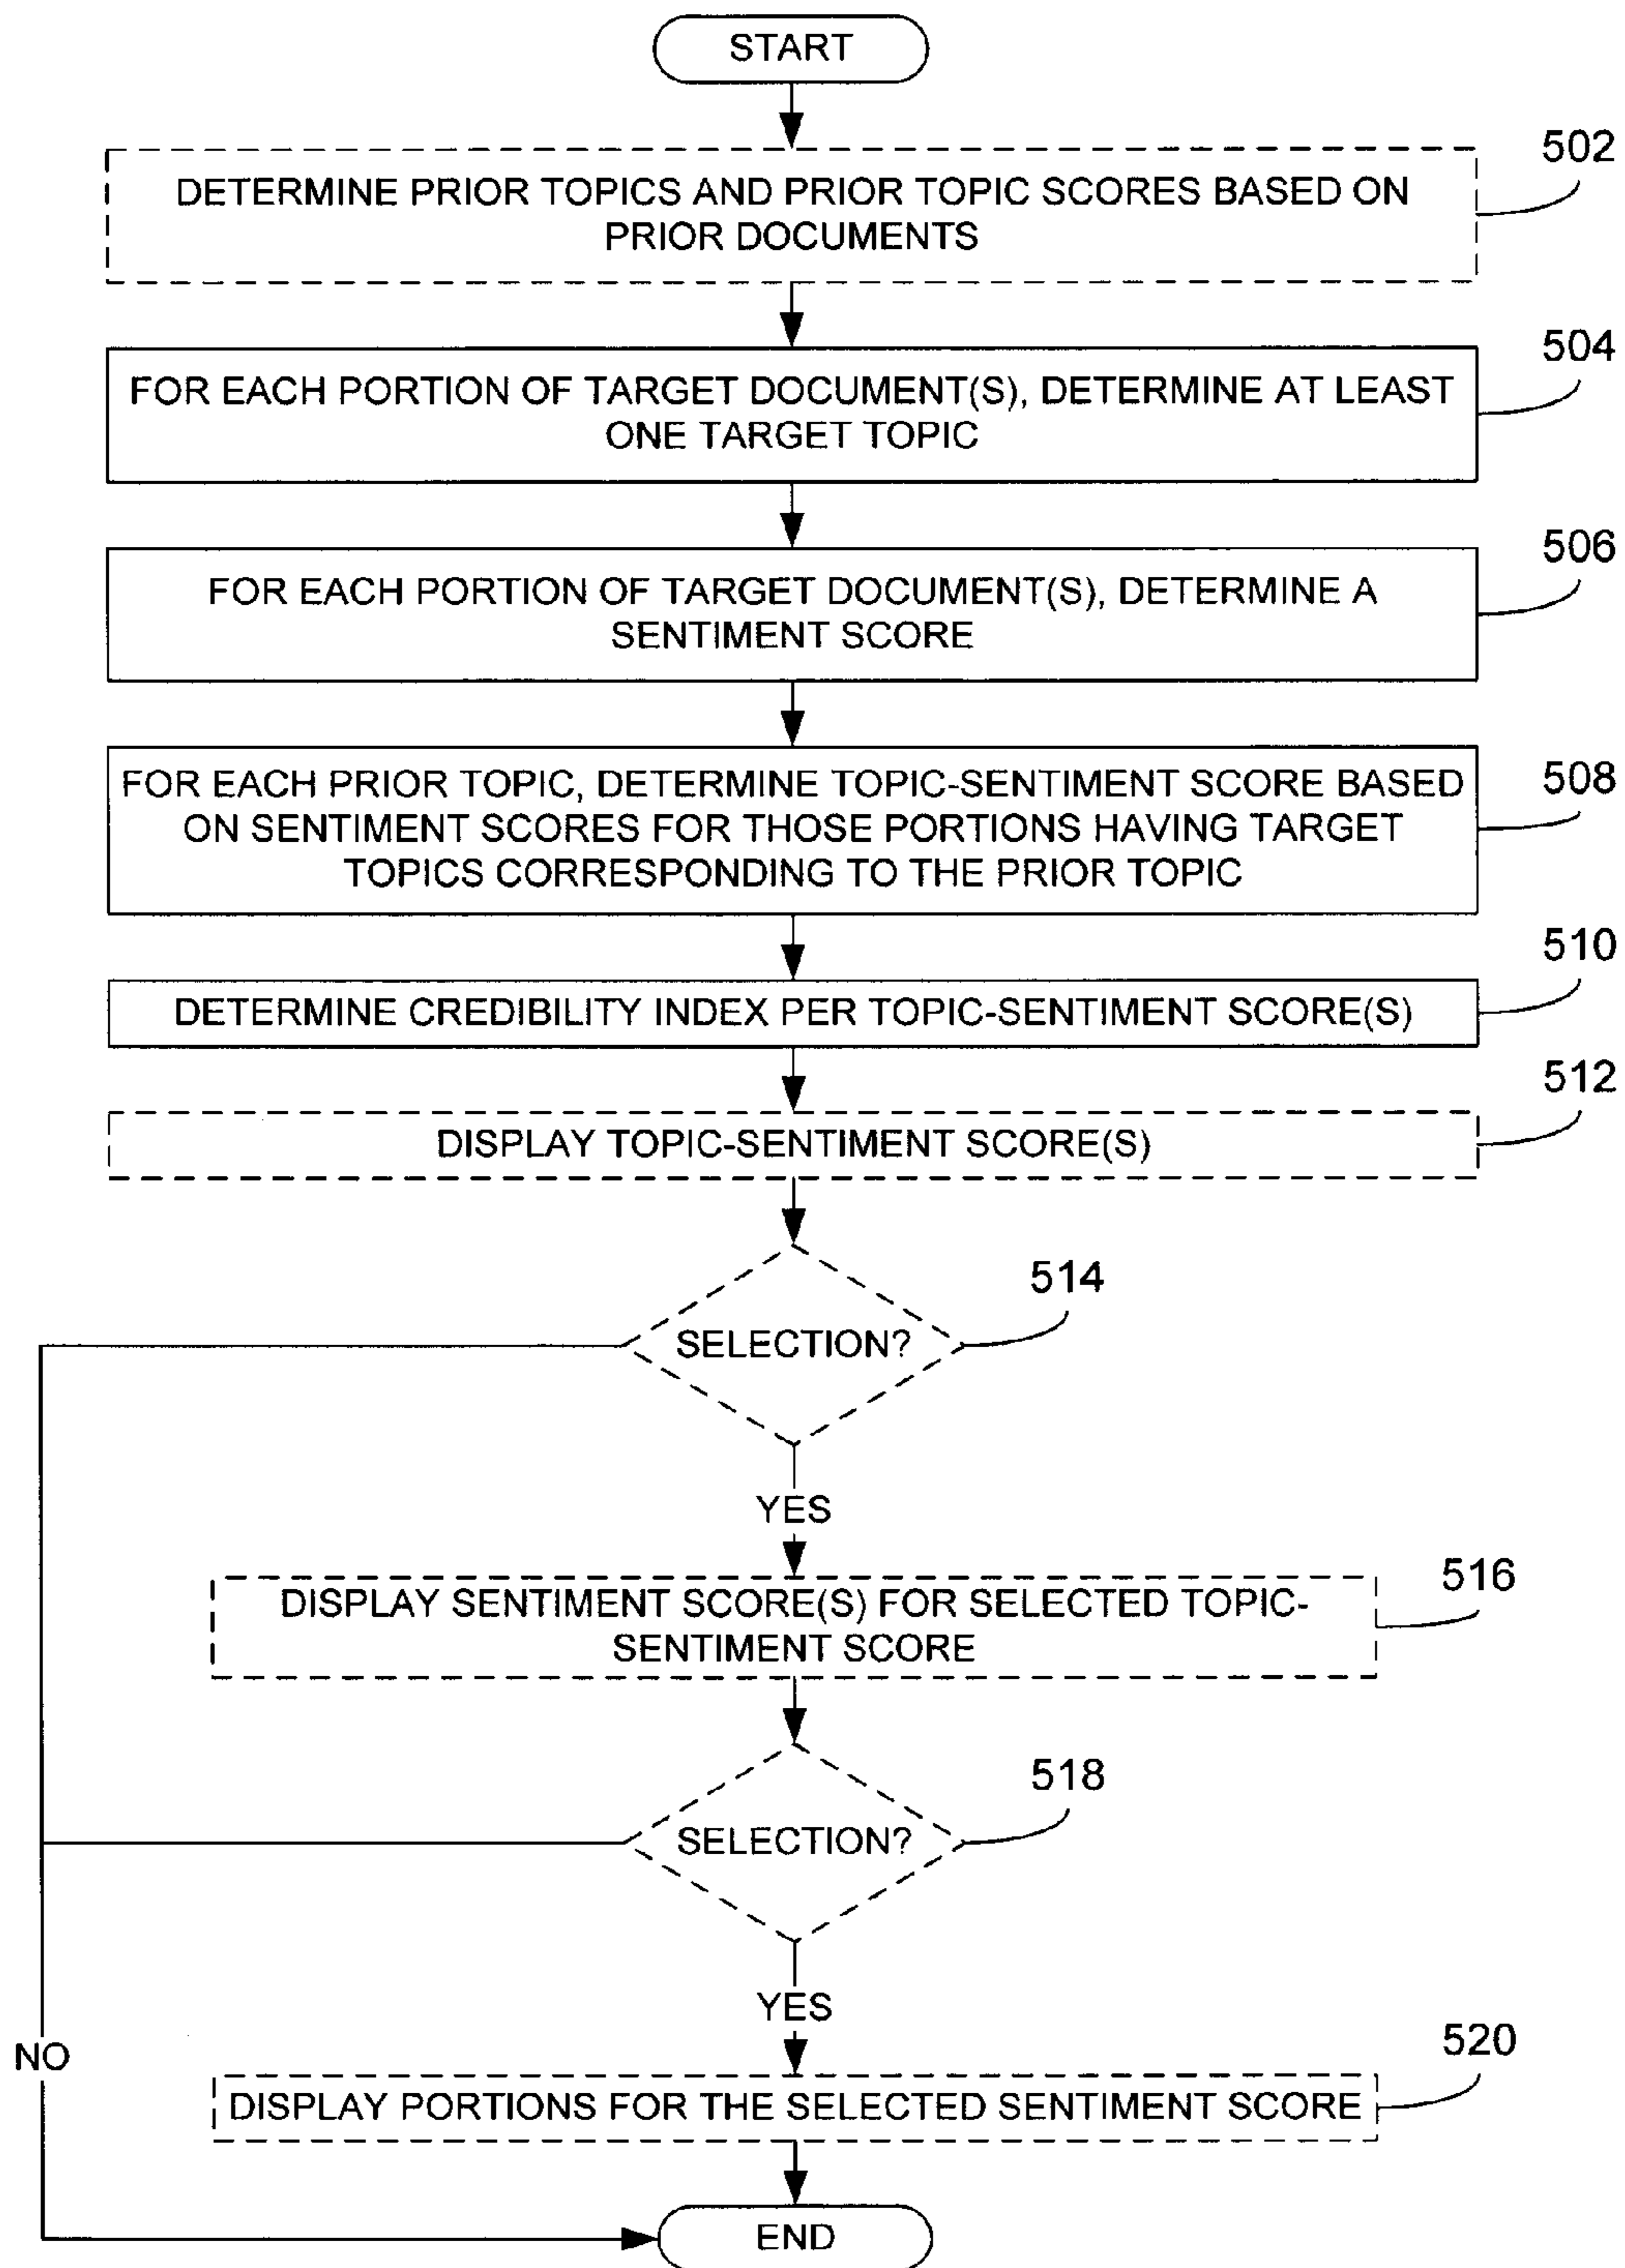 START
502
DETERMINE PRIOR TOPICS AND PRIOR TOPIC SCORES BASED ON
PRIOR DOCUMENTS
504
FOR EACH PORTION OF TARGET DOCUMENT(S), DETERMINE AT LEAST
ONE TARGET TOPIC
506
FOR EACH PORTION OF TARGET DOCUMENT(S), DETERMINE A
SENTIMENT SCORE
508
FOR EACH PRIOR TOPIC, DETERMINE TOPIC-SENTIMENT SCORE BASED
ON SENTIMENT SCORES FOR THOSE PORTIONS HAVING TARGET
TOPICS CORRESPONDING TO THE PRIOR TOPIC
510
DETERMINE CREDIBILITY INDEX PER TOPIC-SENTIMENT SCORE(S)
512
DISPLAY TOPIC-SENTIMENT SCORE(S)
514
SELECTION?
YES
516
DISPLAY SENTIMENT SCORE(S) FOR SELECTED TOPIC-
SENTIMENT SCORE
518
SELECTION?
YES
NO
520
DISPLAY PORTIONS FOR THE SELECTED SENTIMENT SCORE
END